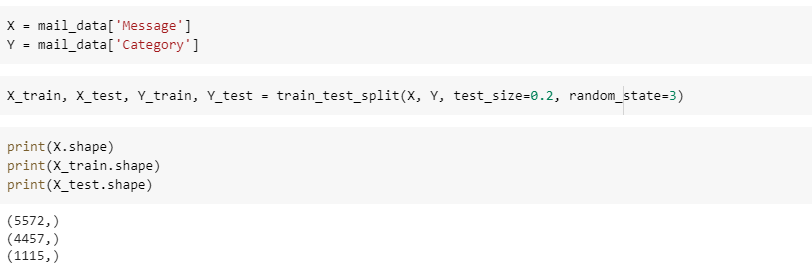 X = mail_data['Message']
Y = mail_data['Category']
X_train, X_test, Y_train, Y_test = train_test_split(X, Y, test_size=0.2, random_state=3)
print(X.shape)
print(X_train.shape)
print(X_test.shape)
(5572,)
(4457,)
(1115,)